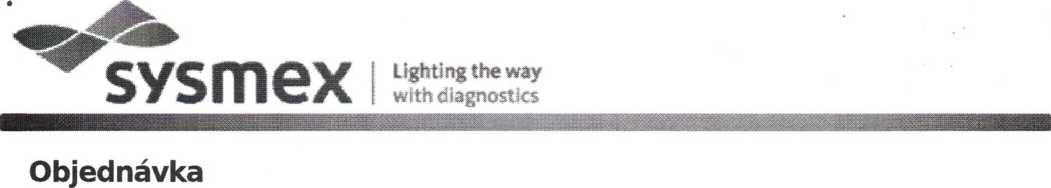 sysmex
Lighting the way
with diagnostics
Objednávka